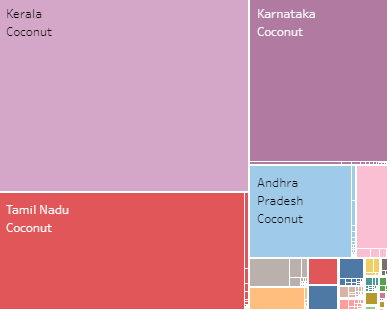 Kerala
Coconut
Karnataka
Coconut
Tamil Nadu
Coconut
Andhra
Pradesh
Coconut